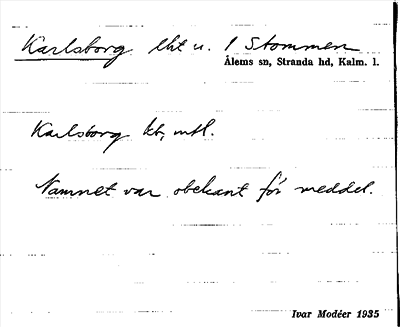 Karlsborg lht u. 1 Stommen
Ålems sn, Stranda hd, Kalm. l.
Karlsborg kb, mtl.
Namnet var obekant för meddel.
Ivar Modéer 1935